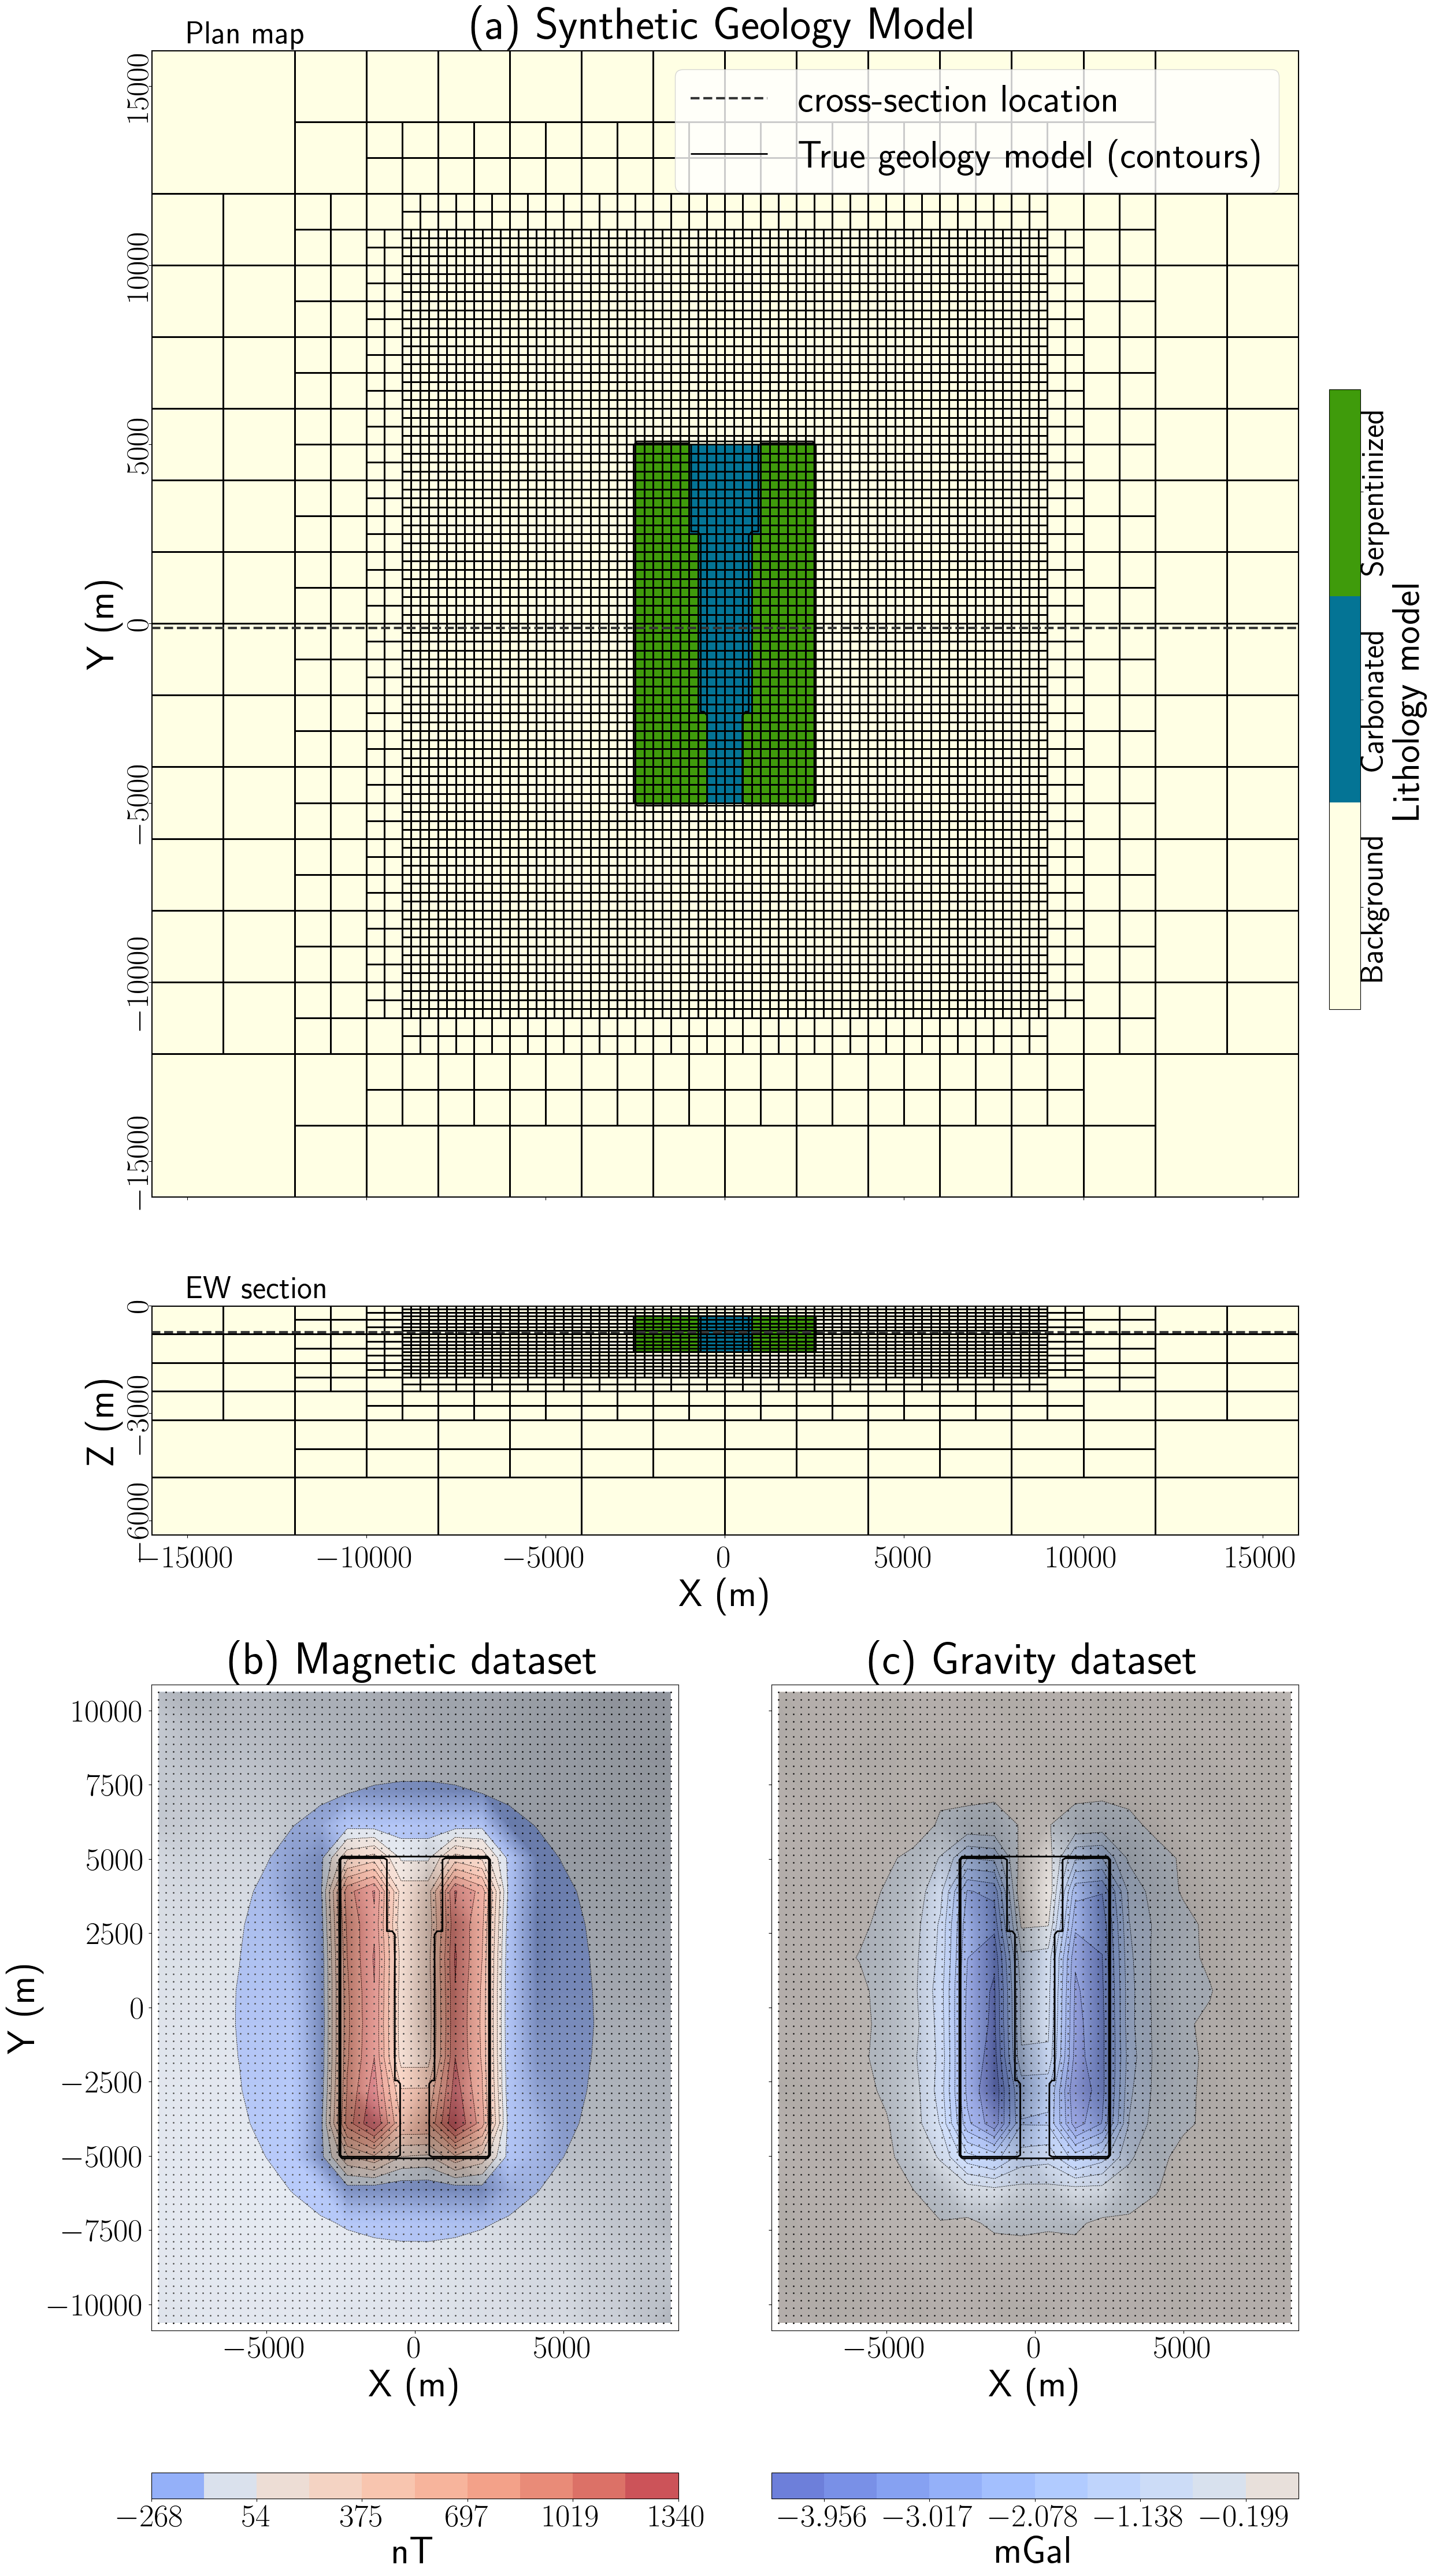 (a) Synthetic Geology Model
Plan map
cross-section location
True geology model (contours)
15000
10000
5000
0
−5000
−10000
−15000
Y (m)
Serpentinized
Carbonated
Background
Lithology model
EW section
0
−3000
−6000
Z (m)
−15000 −10000 −5000 0 5000 10000 15000
X (m)
(b) Magnetic dataset
(c) Gravity dataset
10000
7500
5000
2500
0
−2500
−5000
−7500
−10000
Y (m)
−5000 0 5000
X (m)
−5000 0 5000
X (m)
−268 54 375 697 1019 1340
nT
−3.956 −3.017 −2.078 −1.138 −0.199
mGal